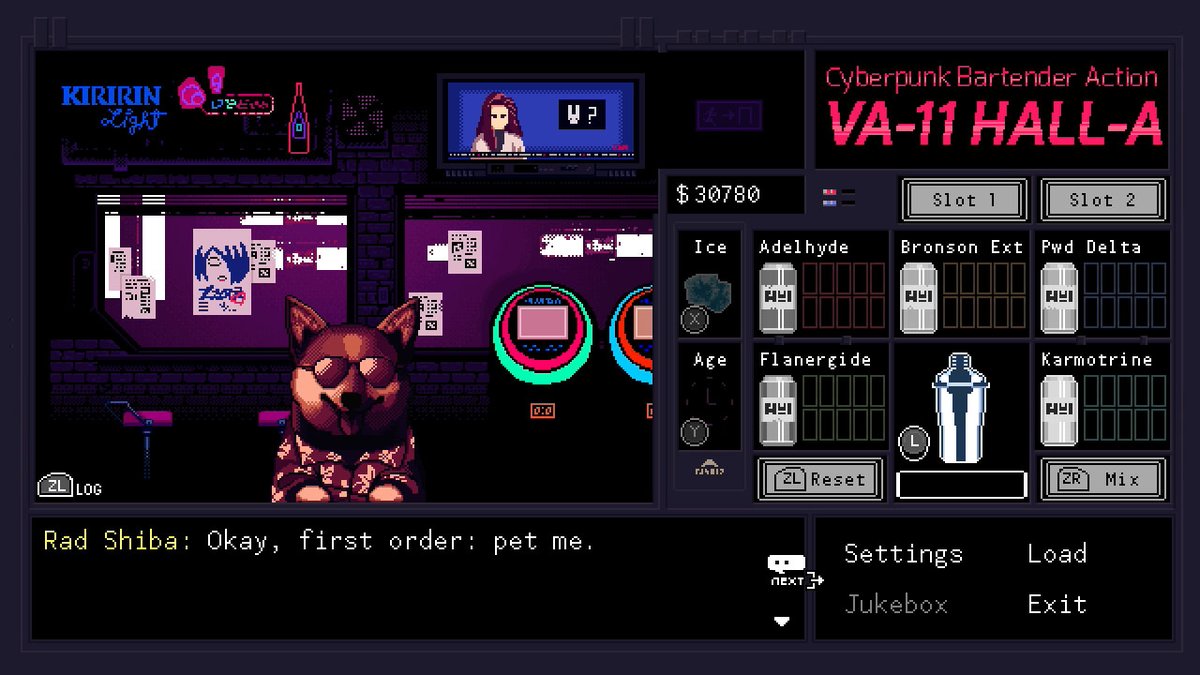 KIRIRIN
Light
W?
Cyberpunk Bartender Action
VA-11 HALL-A
$ 30780
Slot 1
Slot 2
Ice
Adelhyde
Bronson Ext
Pwd Delta
X
Age
Flanergide
Karmotrine
Y
L
ZL Reset
ZR Mix
0:0
ZL LOG
Rad Shiba: Okay, first order: pet me.
NEXT
Settings
Load
Jukebox
Exit